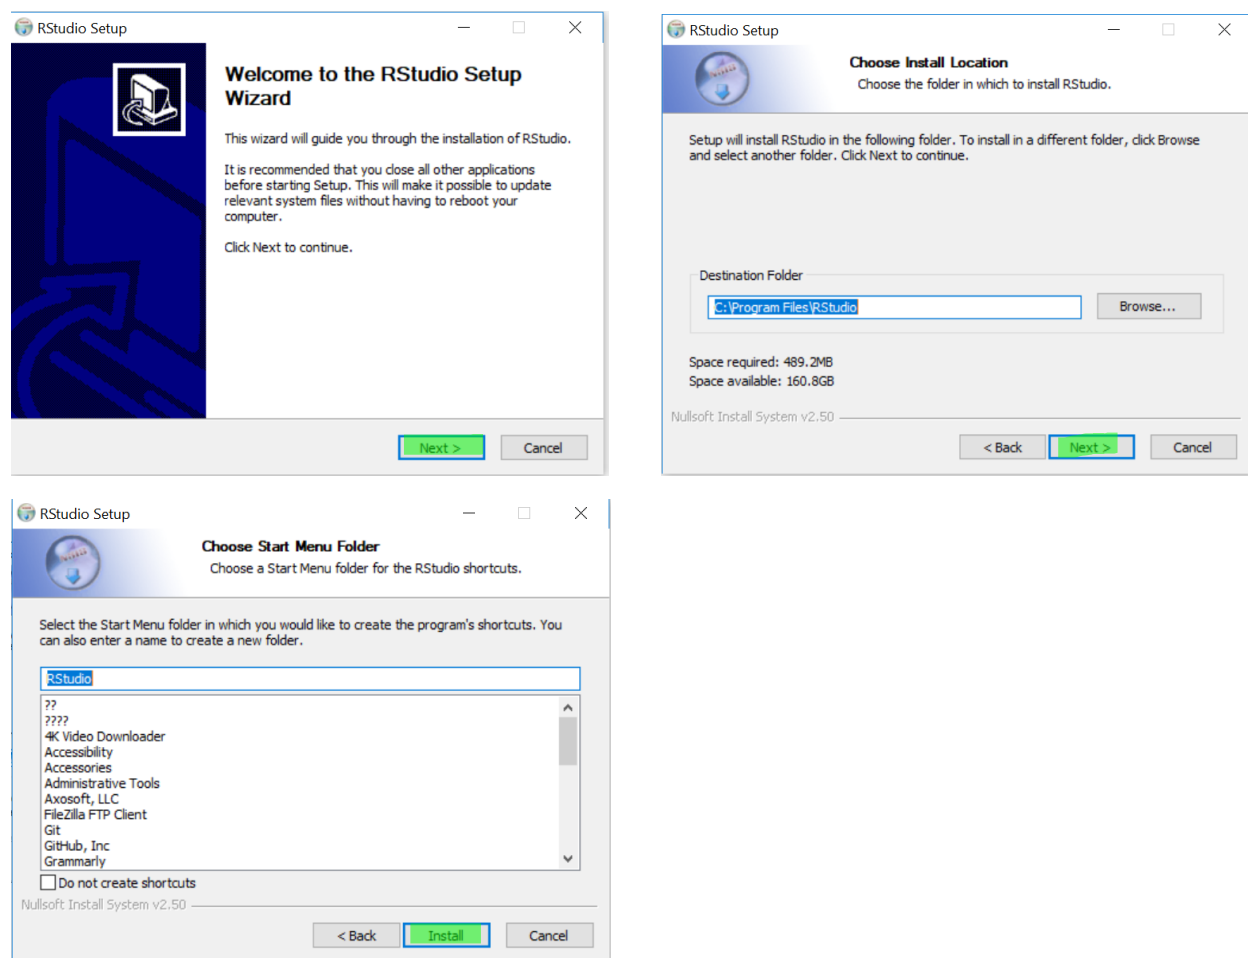 RStudio Setup
Welcome to the RStudio Setup
Wizard
This wizard will guide you through the installation of RStudio.
It is recommended that you close all other applications
before starting Setup. This will make it possible to update
relevant system files without having to reboot your
computer.
Click Next to continue.
Next >
Cancel
RStudio Setup
Choose Install Location
Choose the folder in which to install RStudio.
Setup will install RStudio in the following folder. To install in a different folder, click Browse
and select another folder. Click Next to continue.
Destination Folder
C:\Program Files\RStudio
Browse...
Space required: 489.2MB
Space available: 160.8GB
Nullsoft Install System v2.50
< Back
Next >
Cancel
RStudio Setup
Choose Start Menu Folder
Choose a Start Menu folder for the RStudio shortcuts.
Select the Start Menu folder in which you would like to create the program's shortcuts. You
can also enter a name to create a new folder.
RStudio
??
????
4K Video Downloader
Accessibility
Accessories
Administrative Tools
Axosoft, LLC
FileZilla FTP Client
Git
GitHub, Inc
Grammarly
Do not create shortcuts
Nullsoft Install System v2.50
< Back
Install
Cancel